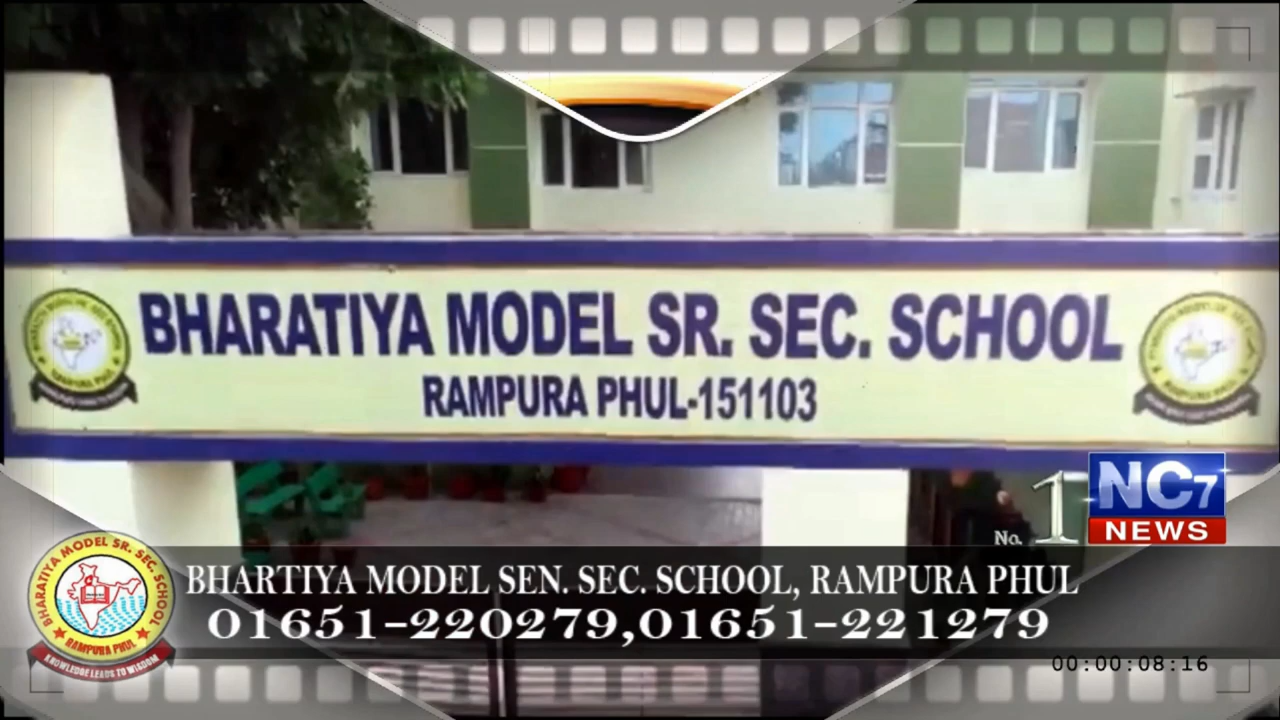 BHARATIYA MODEL SR. SEC. SCHOOL
RAMPURA PHUL-151103
No. 1
NC7
NEWS
BHARATIYA MODEL SR. SEC. SCHOOL
RAMPURA PHUL
KNOWLEDGE LEADS TO WISDOM
BHARTIYA MODEL SEN. SEC. SCHOOL, RAMPURA PHUL
01651-220279,01651-221279
00:00:08:16